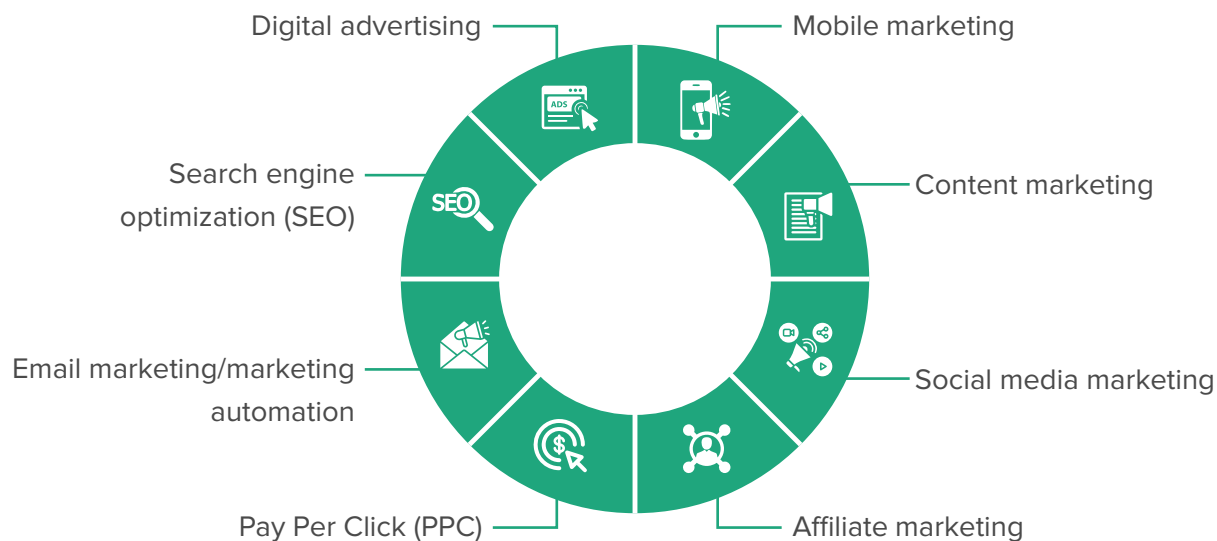 Digital advertising
Mobile marketing
ADS
Search engine
optimization (SEO)
SEO
Content marketing
Email marketing/marketing
automation
Social media marketing
$
Pay Per Click (PPC)
Affiliate marketing